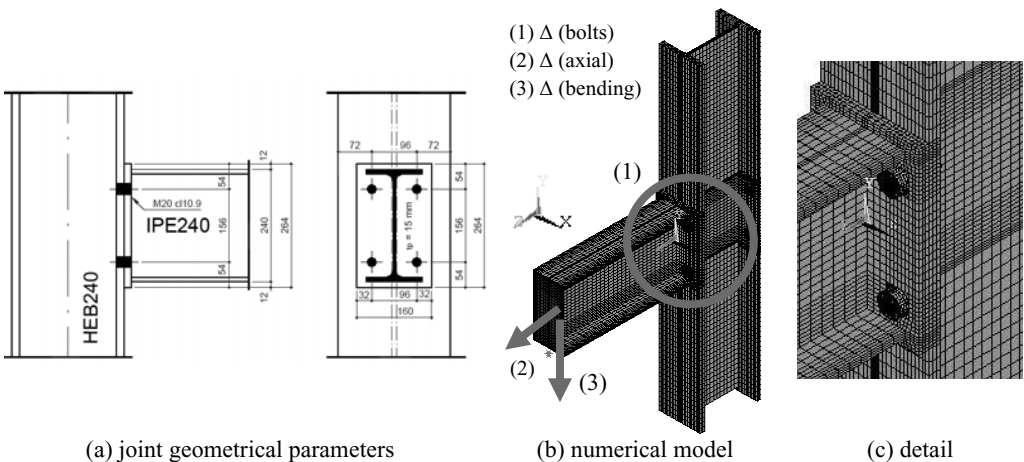 (1) Δ (bolts)
(2) Δ (axial)
(3) Δ (bending)
72 96 72
12
54
156
54
12
240
264
M20 cl10.9
IPE240
HEB240
tp = 15 mm
54
156
54
264
32 96 32
160
(1)
Y
Z X
(2)
(3)
(a) joint geometrical parameters
(b) numerical model
(c) detail